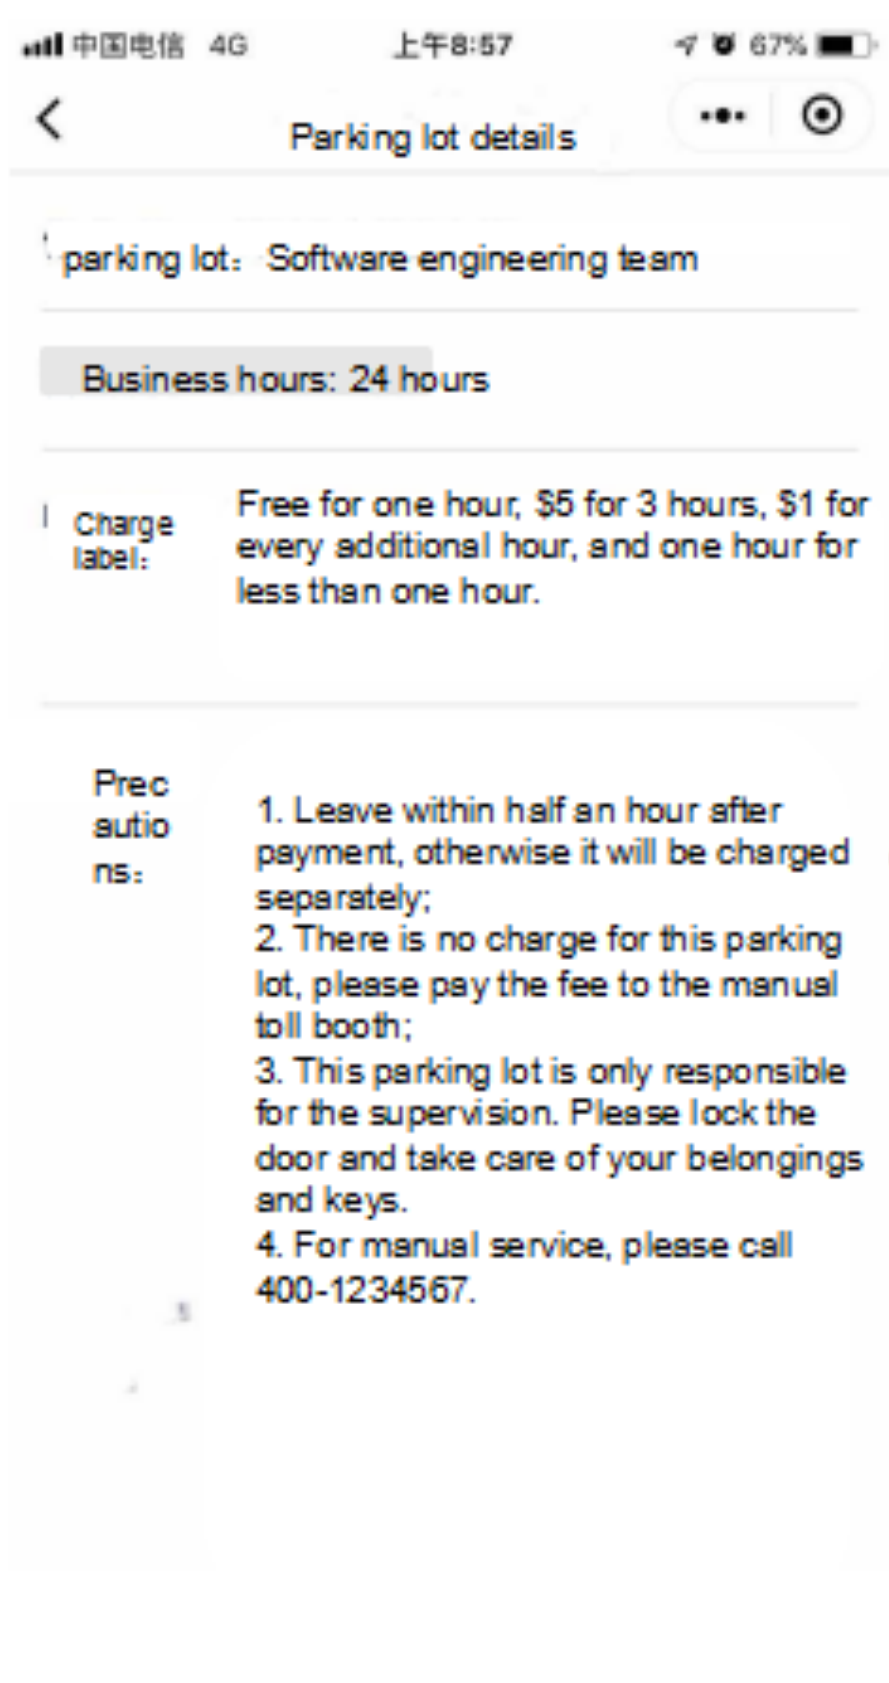 中国电信 4G 上午8:57 67%
Parking lot details
parking lot： Software engineering team
Business hours: 24 hours
Charge
label：
Free for one hour, $5 for 3 hours, $1 for
every additional hour, and one hour for
less than one hour.
Prec
autio
ns：
1. Leave within half an hour after
payment, otherwise it will be charged
separately;
2. There is no charge for this parking
lot, please pay the fee to the manual
toll booth;
3. This parking lot is only responsible
for the supervision. Please lock the
door and take care of your belongings
and keys.
4. For manual service, please call
400-1234567.